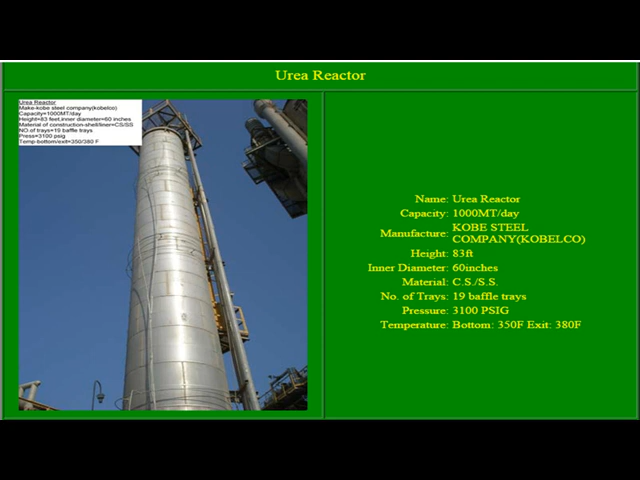 Urea Reactor
Urea Reactor
Make-kobe steel company(kobelco)
Capacity=1000MT/day
Height=83 feet,inner diameter=60 inches
Material of construction-shell/liner=CS/SS
NO of trays=19 baffle trays
Press=3100 psig
Temp-bottom/exit=350/380 F
Name: Urea Reactor
Capacity: 1000MT/day
Manufacture: KOBE STEEL
COMPANY(KOBELCO)
Height: 83ft
Inner Diameter: 60inches
Material: C.S./S.S.
No. of Trays: 19 baffle trays
Pressure: 3100 PSIG
Temperature: Bottom: 350F Exit: 380F